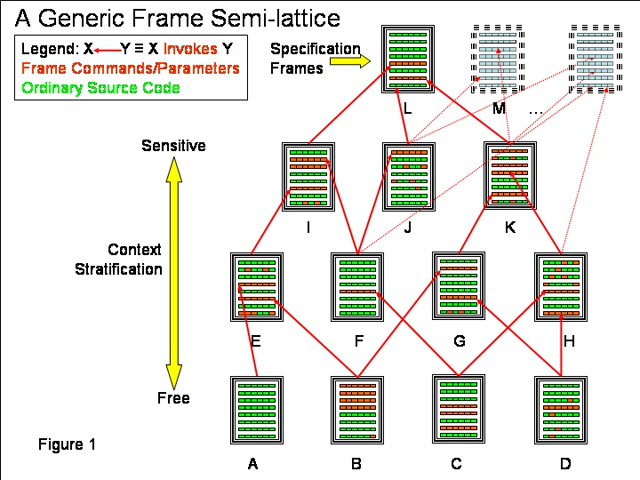 A Generic Frame Semi-lattice
Legend: X Y ≡ X Invokes Y
Frame Commands/Parameters
Ordinary Source Code
Specification
Frames
L
M
...
Sensitive
I
J
K
Context
Stratification
E
F
G
H
Free
Figure 1
A
B
C
D